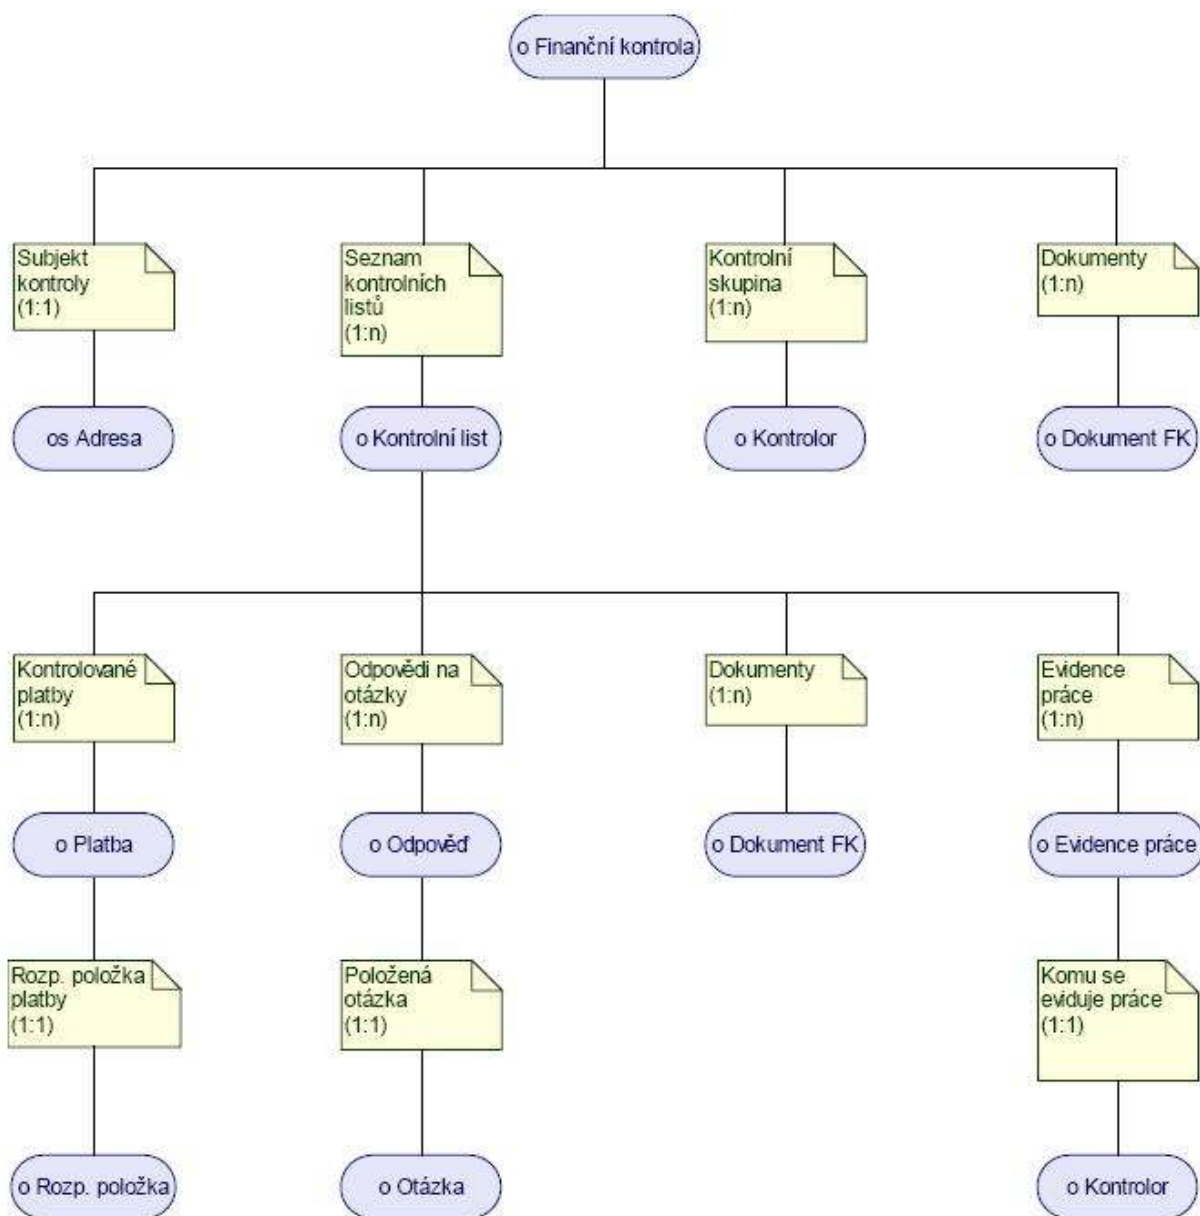 o Finanční kontrola
Subjekt
kontroly
(1:1)
Seznam
kontrolních
listů
(1:n)
Kontrolní
skupina
(1:n)
Dokumenty
(1:n)
os Adresa
o Kontrolní list
o Kontrolor
o Dokument FK
Kontrolované
platby
(1:n)
Odpovědi na
otázky
(1:n)
Dokumenty
(1:n)
Evidence
práce
(1:n)
o Platba
o Odpověď
o Dokument FK
o Evidence práce
Rozp. položka
platby
(1:1)
Položená
otázka
(1:1)
Komu se
eviduje práce
(1:1)
o Rozp. položka
o Otázka
o Kontrolor